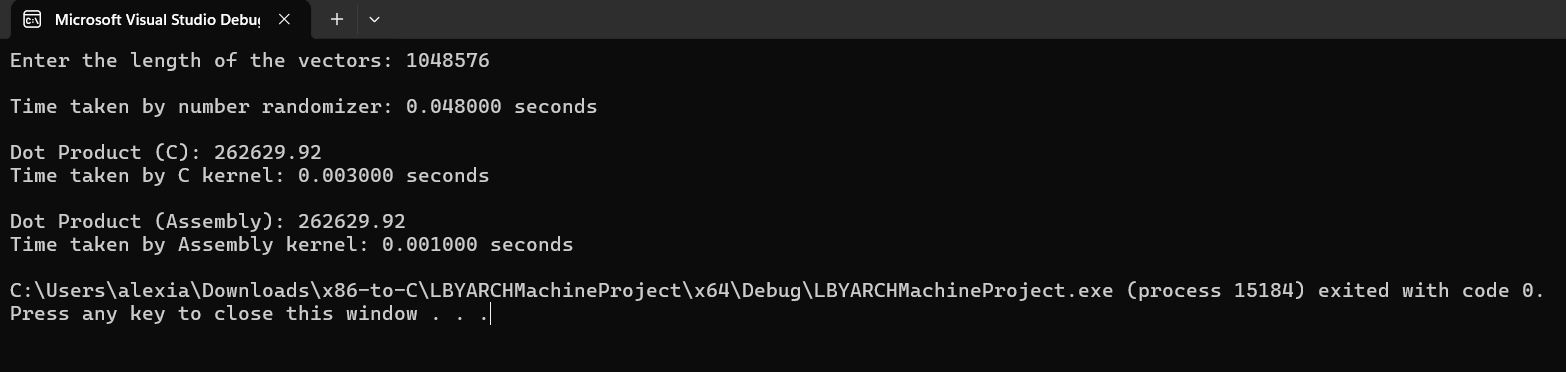 Microsoft Visual Studio Debu
Enter the length of the vectors: 1048576
Time taken by number randomizer: 0.048000 seconds
Dot Product (C): 262629.92
Time taken by C kernel: 0.003000 seconds
Dot Product (Assembly): 262629.92
Time taken by Assembly kernel: 0.001000 seconds
C:\Users\alexia\Downloads\x86-to-C\LBYARCHMachineProject\x64\Debug\LBYARCHMachineProject.exe (process 15184) exited with code 0.
Press any key to close this window . . .